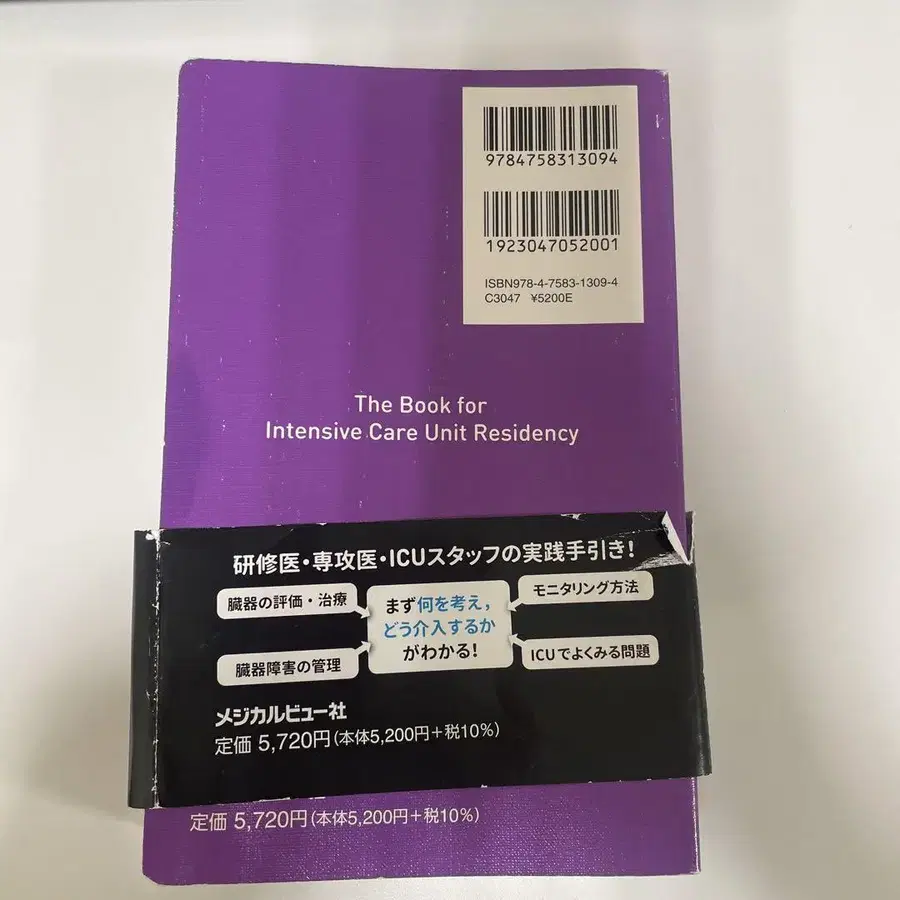 9784758313094
1923047052001
ISBN978-4-7583-1309-4
C3047 ¥5200E
The Book for
Intensive Care Unit Residency
研修医・専攻医・ICUスタッフの実践手引き!
臓器の評価・治療
モニタリング方法
まず何を考え,
どう介入するか
がわかる!
臓器障害の管理
ICUでよくみる問題
メジカルビュー社
定価 5,720円(本体5,200円+税10%)
定価 5,720円(本体5,200円+税10%)